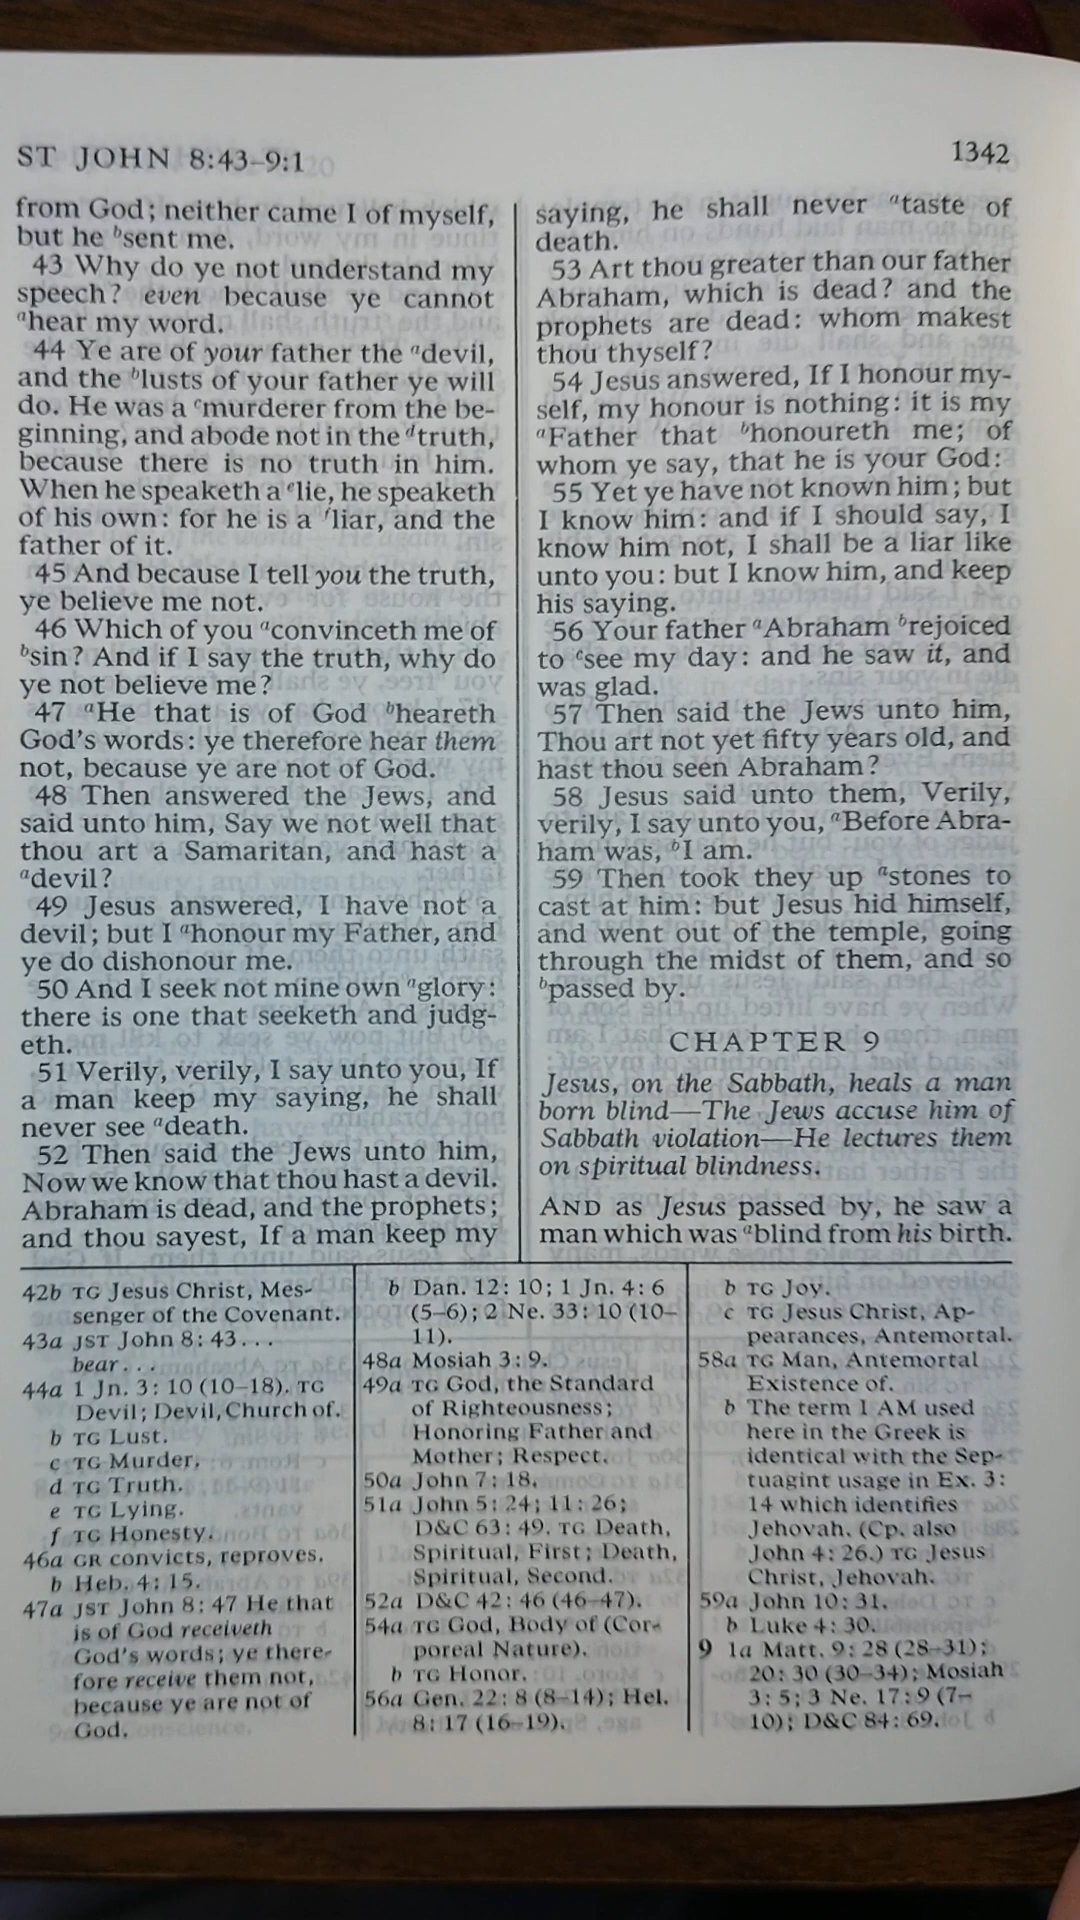 ST JOHN 8:43–9:1
1342
from God; neither came I of myself,
but he bsent me.
43 Why do ye not understand my
speech? even because ye cannot
ahear my word.
44 Ye are of your father the adevil,
and the blusts of your father ye will
do. He was a cmurderer from the be-
ginning, and abode not in the dtruth,
because there is no truth in him.
When he speaketh a elie, he speaketh
of his own: for he is a fliar, and the
father of it.
45 And because I tell you the truth,
ye believe me not.
46 Which of you aconvinceth me of
bsin? And if I say the truth, why do
ye not believe me?
47 aHe that is of God bheareth
God's words: ye therefore hear them
not, because ye are not of God.
48 Then answered the Jews, and
said unto him, Say we not well that
thou art a Samaritan, and hast a
adevil?
49 Jesus answered, I have not a
devil; but I ahonour my Father, and
ye do dishonour me.
50 And I seek not mine own aglory:
there is one that seeketh and judg-
eth.
51 Verily, verily, I say unto you, If
a man keep my saying, he shall
never see adeath.
52 Then said the Jews unto him,
Now we know that thou hast a devil.
Abraham is dead, and the prophets;
and thou sayest, If a man keep my
saying, he shall never ataste of
death.
53 Art thou greater than our father
Abraham, which is dead? and the
prophets are dead: whom makest
thou thyself?
54 Jesus answered, If I honour my-
self, my honour is nothing: it is my
aFather that bhonoureth me; of
whom ye say, that he is your God:
55 Yet ye have not known him; but
I know him: and if I should say, I
know him not, I shall be a liar like
unto you: but I know him, and keep
his saying.
56 Your father aAbraham brejoiced
to csee my day: and he saw it, and
was glad.
57 Then said the Jews unto him,
Thou art not yet fifty years old, and
hast thou seen Abraham?
58 Jesus said unto them, Verily,
verily, I say unto you, aBefore Abra-
ham was, bI am.
59 Then took they up astones to
cast at him: but Jesus hid himself,
and went out of the temple, going
through the midst of them, and so
bpassed by.
CHAPTER 9
Jesus, on the Sabbath, heals a man
born blind—The Jews accuse him of
Sabbath violation—He lectures them
on spiritual blindness.
AND as Jesus passed by, he saw a
man which was ablind from his birth.
42b TG Jesus Christ, Mes-
senger of the Covenant.
43a JST John 8: 43 . . .
bear . . .
44a 1 Jn. 3: 10 (10–18). TG
Devil; Devil, Church of.
b TG Lust.
c TG Murder.
d TG Truth.
e TG Lying.
f TG Honesty.
46a GR convicts, reproves.
b Heb. 4: 15.
47a JST John 8: 47 He that
is of God receiveth
God's words; ye there-
fore receive them not,
because ye are not of
God.
b Dan. 12: 10; 1 Jn. 4: 6
(5–6); 2 Ne. 33: 10 (10–
11).
48a Mosiah 3: 9.
49a TG God, the Standard
of Righteousness;
Honoring Father and
Mother; Respect.
50a John 7: 18.
51a John 5: 24; 11: 26;
D&C 63: 49. TG Death,
Spiritual, First; Death,
Spiritual, Second.
52a D&C 42: 46 (46–47).
54a TG God, Body of (Cor-
poreal Nature).
b TG Honor.
56a Gen. 22: 8 (8–14); Hel.
8: 17 (16–19).
b TG Joy.
c TG Jesus Christ, Ap-
pearances, Antemortal.
58a TG Man, Antemortal
Existence of.
b The term I AM used
here in the Greek is
identical with the Sep-
tuagint usage in Ex. 3:
14 which identifies
Jehovah. (Cp. also
John 4: 26.) TG Jesus
Christ, Jehovah.
59a John 10: 31.
b Luke 4: 30.
9 1a Matt. 9: 28 (28–31);
20: 30 (30–34); Mosiah
3: 5; 3 Ne. 17: 9 (7–
10); D&C 84: 69.